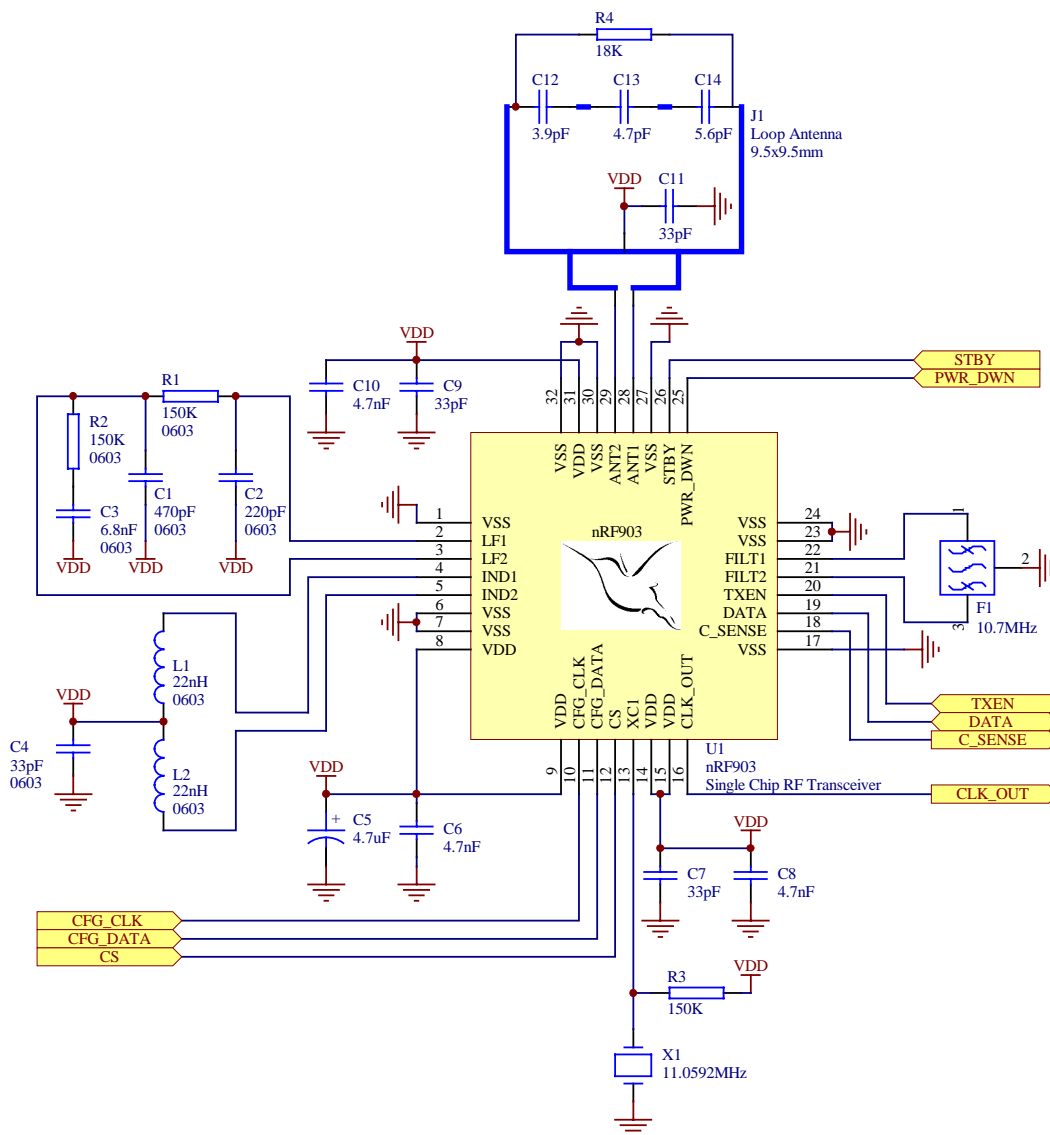 R4
18K
C12
C13
C14
3.9pF
4.7pF
5.6pF
J1
Loop Antenna
9.5x9.5mm
VDD
C11
33pF
VDD
C10
4.7nF
C9
33pF
STBY
PWR_DWN
R1
150K
0603
R2
150K
0603
C3
6.8nF
0603
C1
470pF
0603
C2
220pF
0603
VDD
VDD
VDD
32
31
30
29
28
27
26
25
VSS
VDD
VSS
ANT2
ANT1
VSS
STBY
PWR_DWN
nRF903
1
VSS
2
LF1
3
LF2
4
IND1
5
IND2
6
VSS
7
VSS
8
VDD
VSS
24
VSS
23
FILT1
22
FILT2
21
TXEN
20
DATA
19
C_SENSE
18
VSS
17
1
2
3
F1
10.7MHz
L1
22nH
0603
VDD
C4
33pF
0603
L2
22nH
0603
VDD
CFG_CLK
CFG_DATA
CS
XC1
VDD
VDD
CLK_OUT
9
10
11
12
13
14
15
16
U1
nRF903
Single Chip RF Transceiver
TXEN
DATA
C_SENSE
CLK_OUT
VDD
+
C5
4.7uF
C6
4.7nF
VDD
C7
33pF
C8
4.7nF
CFG_CLK
CFG_DATA
CS
R3
150K
VDD
X1
11.0592MHz